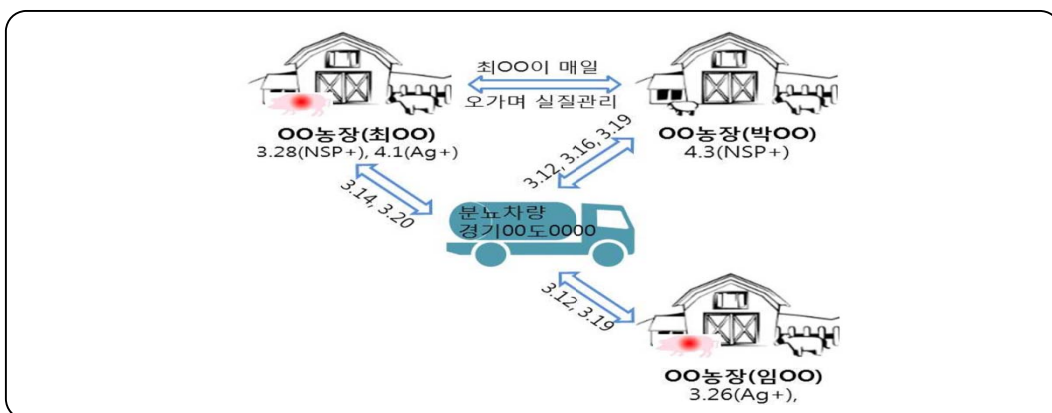 최OO이 매일
오가며 실질관리
OO농장(최OO)
3.28(NSP+), 4.1(Ag+)
OO농장(박OO)
4.3(NSP+)
3.12, 3.16, 3.19
3.14, 3.20
분뇨차량
경기00도0000
3.12, 3.19
OO농장(임OO)
3.26(Ag+),